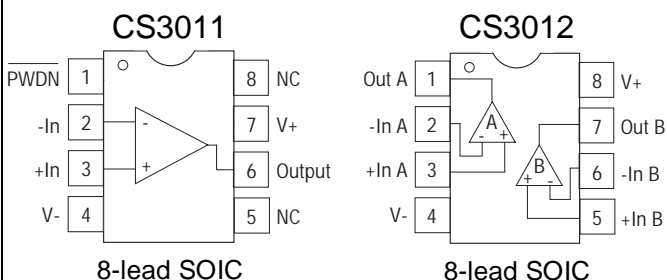 CS3011
PWDN 1 8 NC
-In 2 - 7 V+
+In 3 + 6 Output
V- 4 5 NC
8-lead SOIC
CS3012
Out A 1 8 V+
-In A 2 A - + 7 Out B
+In A 3 B + - 6 -In B
V- 4 5 +In B
8-lead SOIC